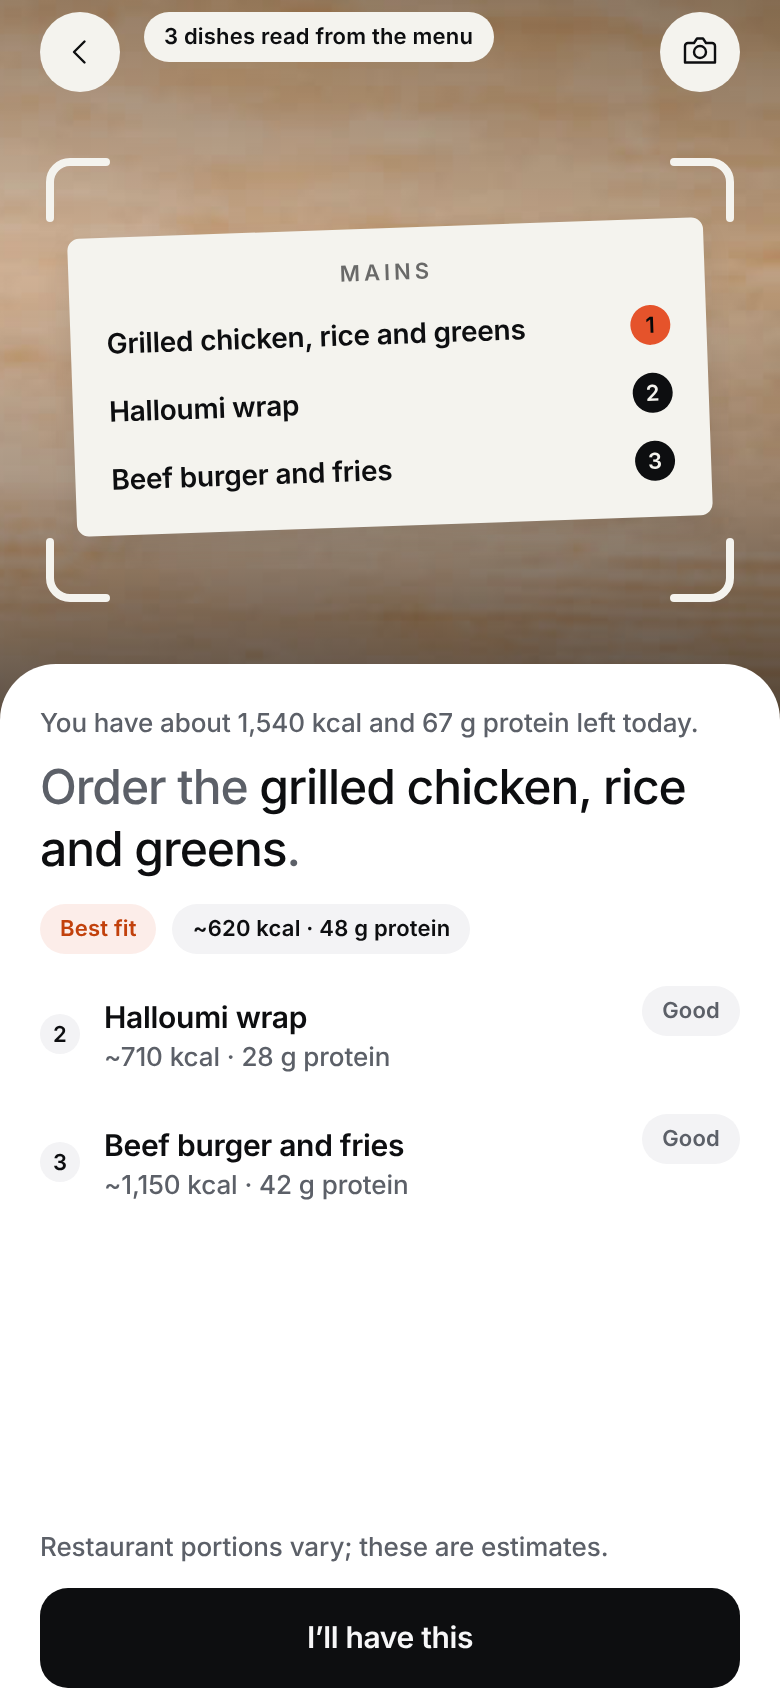 3 dishes read from the menu
MAINS
Grilled chicken, rice and greens
1
Halloumi wrap
2
Beef burger and fries
3
You have about 1,540 kcal and 67 g protein left today.
Order the grilled chicken, rice
and greens.
Best fit
~620 kcal · 48 g protein
2
Halloumi wrap
Good
~710 kcal · 28 g protein
3
Beef burger and fries
Good
~1,150 kcal · 42 g protein
Restaurant portions vary; these are estimates.
I’ll have this